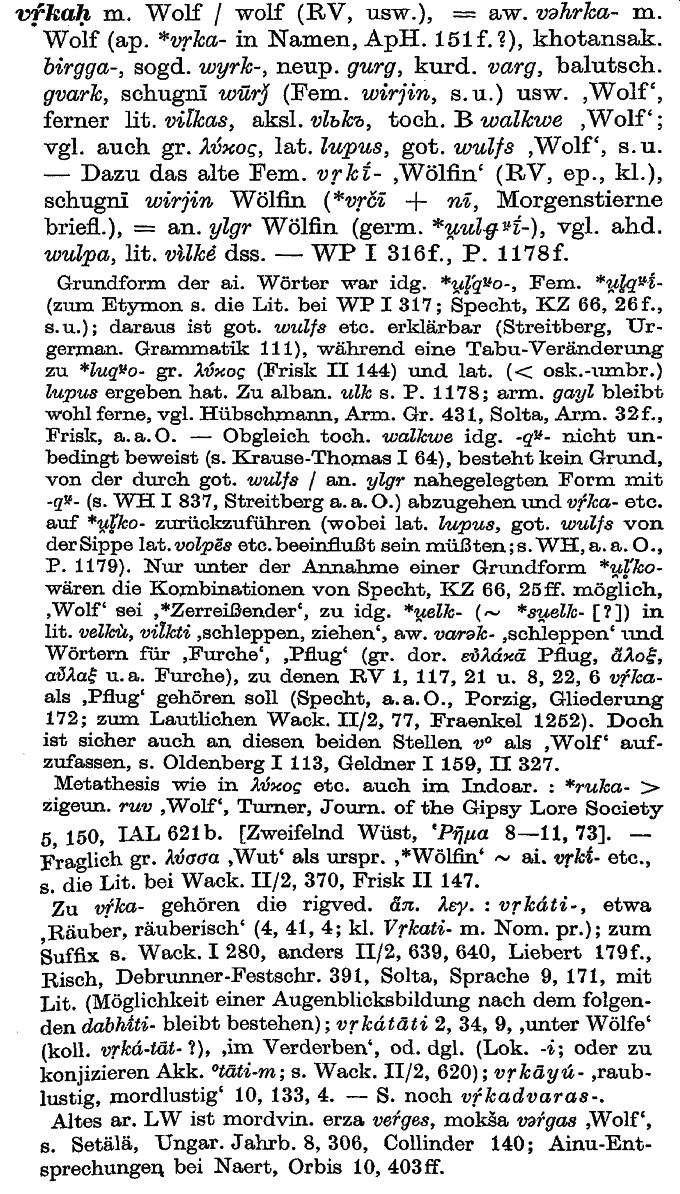 vṛ́kaḥ m. Wolf / wolf (RV, usw.), = aw. vəhrka- m.
Wolf (ap. *vṛka- in Namen, ApH. 151f.?), khotansak.
birgga-, sogd. wyrk-, neup. gurg, kurd. varg, balutsch.
gvark, schugnī wūrǰ (Fem. wirjin, s.u.) usw. ‚Wolf‘,
ferner lit. vil̃kas, aksl. vlьkъ, toch. B walkwe ‚Wolf‘;
vgl. auch gr. λύκος, lat. lupus, got. wulfs ‚Wolf‘, s.u.
— Dazu das alte Fem. vṛkī́- ‚Wölfin‘ (RV, ep., kl.),
schugnī wirjin Wölfin (*vṛčī + nī, Morgenstierne
briefl.), = an. ylgr Wölfin (germ. *u̯ulǥᵘ̯ī́-), vgl. ahd.
wulpa, lit. vìlkė dss. — WP I 316f., P. 1178f.
Grundform der ai. Wörter war idg. *u̯ḷ́qᵘ̯o-, Fem. *u̯ḷqᵘ̯ī́-
(zum Etymon s. die Lit. bei WP I 317; Specht, KZ 66, 26f.,
s.u.); daraus ist got. wulfs etc. erklärbar (Streitberg, Ur-
german. Grammatik 111), während eine Tabu-Veränderung
zu *luqᵘ̯o- gr. λύκος (Frisk II 144) und lat. (< osk.-umbr.)
lupus ergeben hat. Zu alban. ulk s. P. 1178; arm. gayl bleibt
wohl ferne, vgl. Hübschmann, Arm. Gr. 431, Solta, Arm. 32f.,
Frisk, a.a.O. — Obgleich toch. walkwe idg. -qᵘ̯- nicht un-
bedingt beweist (s. Krause-Thomas I 64), besteht kein Grund,
von der durch got. wulfs / an. ylgr nahegelegten Form mit
-qᵘ̯- (s. WH I 837, Streitberg a.a.O.) abzugehen und vṛ́ka- etc.
auf *u̯ḷ́ko- zurückzuführen (wobei lat. lupus, got. wulfs von
der Sippe lat. volpēs etc. beeinflußt sein müßten; s. WH, a.a.O.,
P. 1179). Nur unter der Annahme einer Grundform *u̯ḷ́ko-
wären die Kombinationen von Specht, KZ 66, 25ff. möglich,
‚Wolf‘ sei ‚*Zerreißender‘, zu idg. *u̯elk- (~ *su̯elk- [?]) in
lit. velkù, vil̃kti ‚schleppen, ziehen‘, aw. varək- ‚schleppen‘ und
Wörtern für ‚Furche‘, ‚Pflug‘ (gr. dor. εὐλάκᾱ Pflug, ἄλοξ,
αὖλαξ u.a. Furche), zu denen RV 1, 117, 21 u. 8, 22, 6 vṛ́ka-
als ‚Pflug‘ gehören soll (Specht, a.a.O., Porzig, Gliederung
172; zum Lautlichen Wack. II/2, 77, Fraenkel 1252). Doch
ist sicher auch an diesen beiden Stellen v° als ‚Wolf‘ auf-
zufassen, s. Oldenberg I 113, Geldner I 159, II 327.
Metathesis wie in λύκος etc. auch im Indoar. : *ruka- >
zigeun. ruv ‚Wolf‘, Turner, Journ. of the Gipsy Lore Society
5, 150, IAL 621b. [Zweifelnd Wüst, ‘Ρῆμα 8—11, 73]. —
Fraglich gr. λύσσα ‚Wut‘ als urspr. ‚*Wölfin‘ ~ ai. vṛkī́- etc.,
s. die Lit. bei Wack. II/2, 370, Frisk II 147.
Zu vṛ́ka- gehören die rigved. ἅπ. λεγ. : vṛkáti-, etwa
‚Räuber, räuberisch‘ (4, 41, 4; kl. Vṛkati- m. Nom. pr.); zum
Suffix s. Wack. I 280, anders II/2, 639, 640, Liebert 179f.,
Risch, Debrunner-Festschr. 391, Solta, Sprache 9, 171, mit
Lit. (Möglichkeit einer Augenblicksbildung nach dem folgen-
den dabhī́ti- bleibt bestehen); vṛkátāti 2, 34, 9, ‚unter Wölfe‘
(koll. vṛká-tāt- ?), ‚im Verderben‘, od. dgl. (Lok. -i; oder zu
konjizieren Akk. °tāti-m; s. Wack. II/2, 620); vṛkāyú- ‚raub-
lustig, mordlustig‘ 10, 133, 4. — S. noch vṛ́kadvaras-.
Altes ar. LW ist mordvin. erza veŕges, mokša vəŕgas ‚Wolf‘,
s. Setälä, Ungar. Jahrb. 8, 306, Collinder 140; Ainu-Ent-
sprechungen bei Naert, Orbis 10, 403ff.